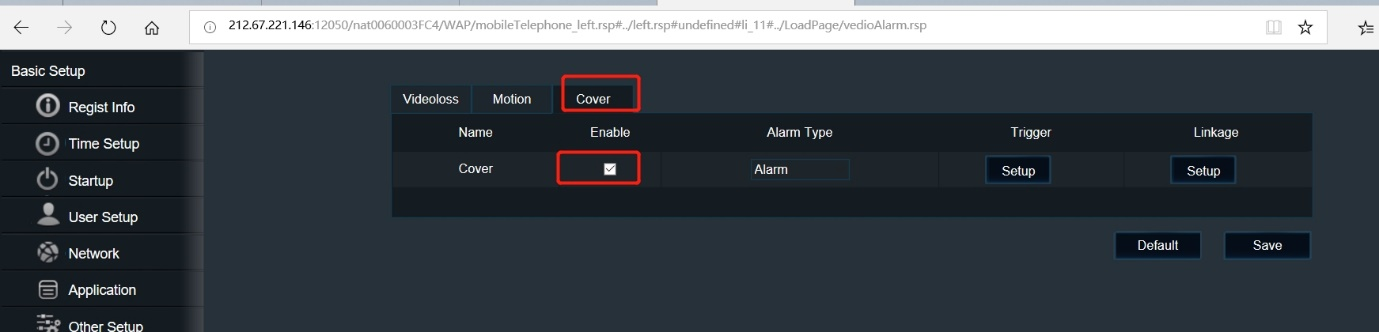 212.67.221.146:12050/nat0060003FC4/WAP/mobileTelephone_left.rsp#../left.rsp#undefined#li_11#../LoadPage/vedioAlarm.rsp
Basic Setup
Regist Info
Time Setup
Startup
User Setup
Network
Application
Other Setup
Videoloss Motion Cover
Name Enable Alarm Type Trigger Linkage
Cover Alarm Setup Setup
Default Save